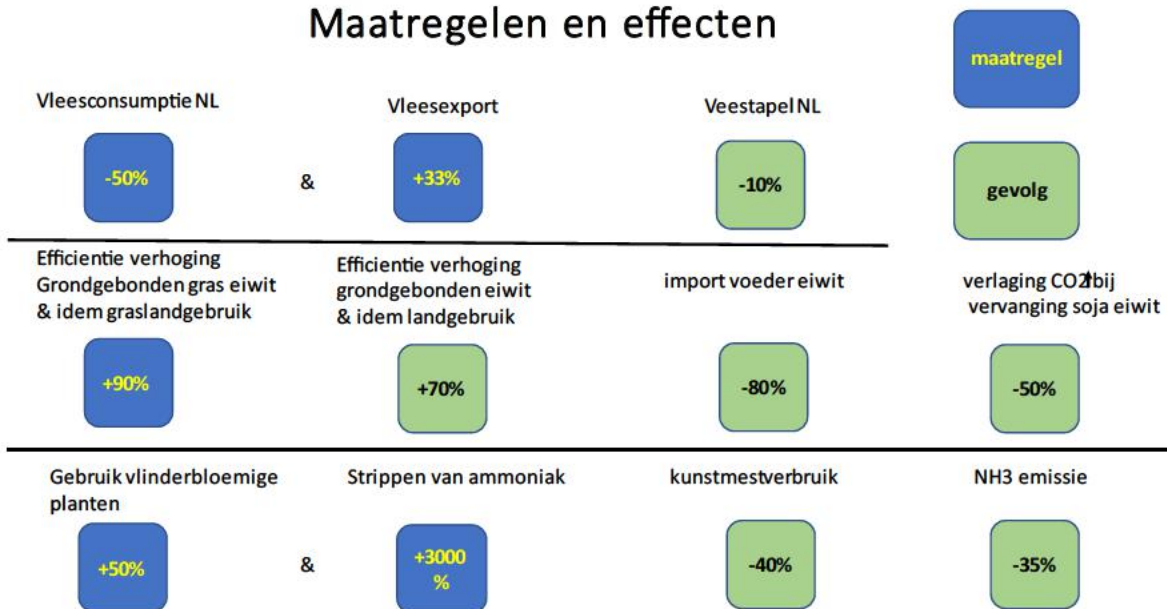 Maatregelen en effecten
maatregel
Vleesconsumptie NL
Vleesexport
Veestapel NL
-50%
&
+33%
-10%
gevolg
Efficientie verhoging
Grondgebonden gras eiwit
& idem graslandgebruik
Efficientie verhoging
grondgebonden eiwit
& idem landgebruik
import voeder eiwit
verlaging CO2↑bij
vervanging soja eiwit
+90%
+70%
-80%
-50%
Gebruik vlinderbloemige
planten
Strippen van ammoniak
kunstmestverbruik
NH3 emissie
+50%
&
+3000
%
-40%
-35%